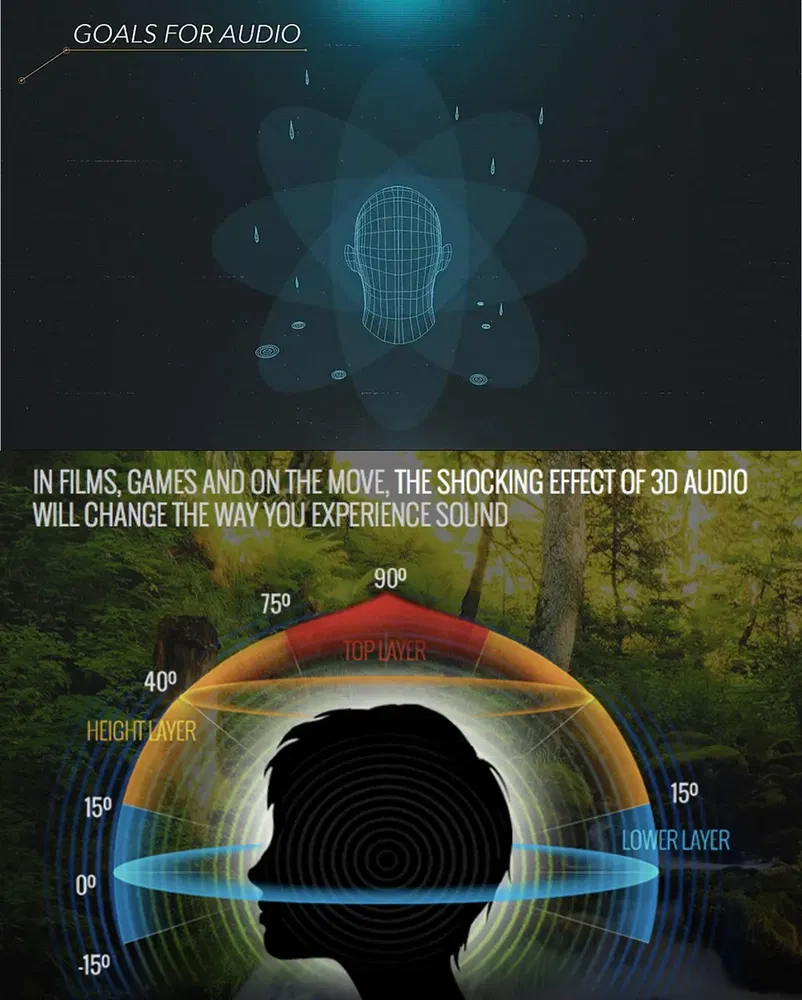 GOALS FOR AUDIO
IN FILMS, GAMES AND ON THE MOVE, THE SHOCKING EFFECT OF 3D AUDIO
WILL CHANGE THE WAY YOU EXPERIENCE SOUND
90º
75º
TOP LAYER
40º
HEIGHT LAYER
15º
15º
LOWER LAYER
0º
-15º